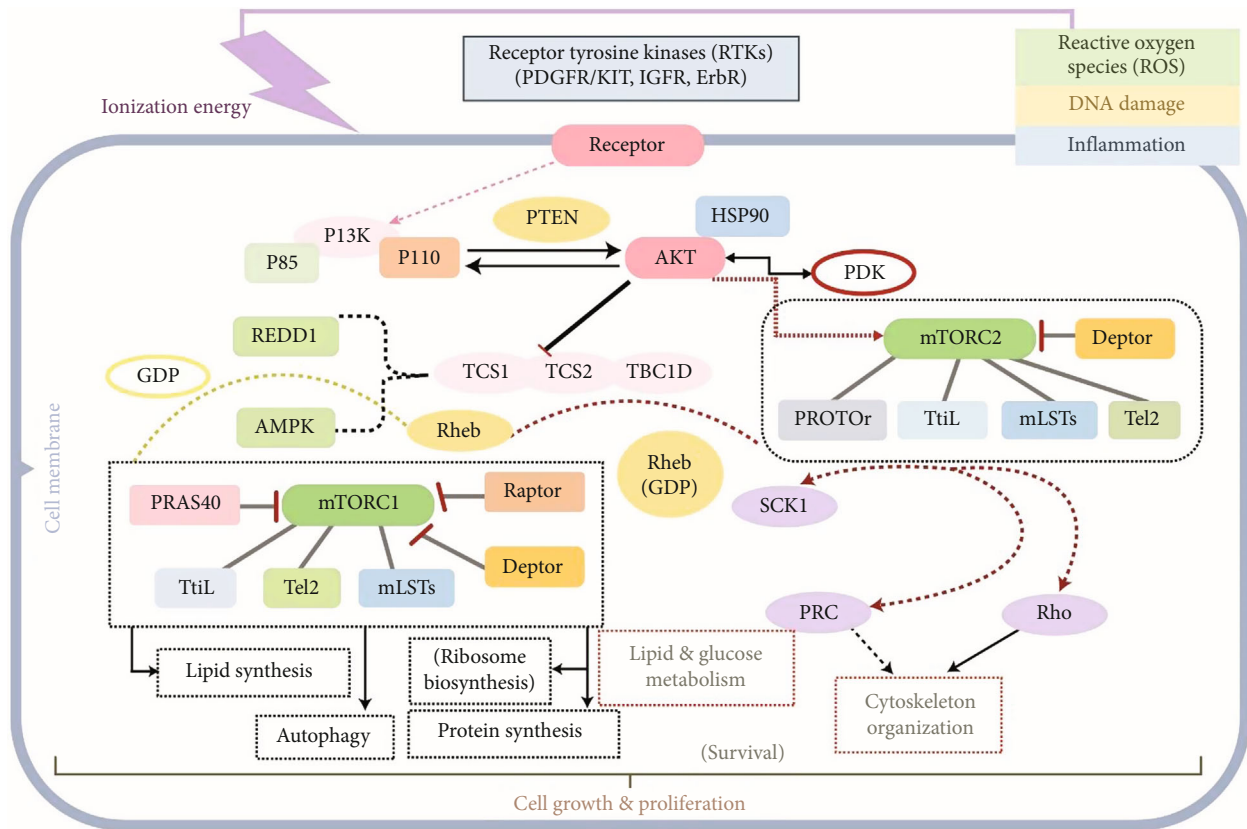 Receptor tyrosine kinases (RTKs)
(PDGFR/KIT, IGFR, ErbR)
Reactive oxygen
species (ROS)
DNA damage
Inflammation
Ionization energy
Receptor
PTEN
HSP90
P13K
P85
P110
AKT
PDK
REDD1
mTORC2
Deptor
GDP
TCS1
TCS2
TBC1D
AMPK
Rheb
PROTOr
TtiL
mLSTs
Tel2
Rheb
(GDP)
Cell membrane
PRAS40
mTORC1
Raptor
SCK1
Deptor
TtiL
Tel2
mLSTs
PRC
Rho
Lipid synthesis
(Ribosome
biosynthesis)
Lipid & glucose
metabolism
Cytoskeleton
organization
Autophagy
Protein synthesis
(Survival)
Cell growth & proliferation